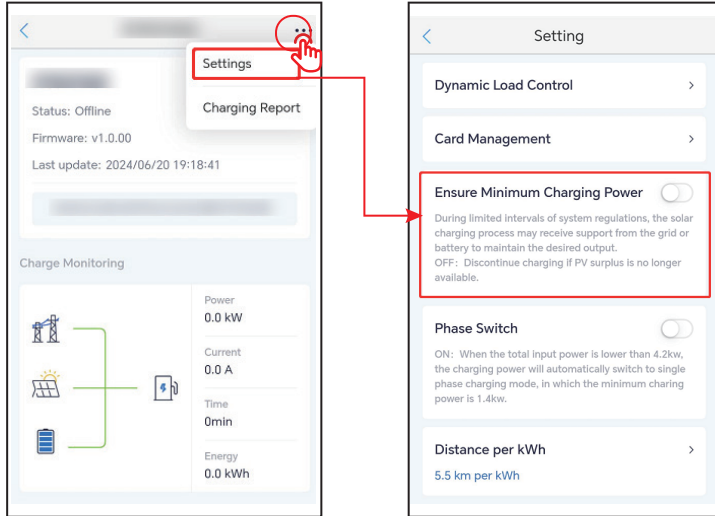 Settings
Charging Report
Status: Offline
Firmware: v1.0.00
Last update: 2024/06/20 19:18:41
Charge Monitoring
Power
0.0 kW
Current
0.0 A
Time
0min
Energy
0.0 kWh
Setting
Dynamic Load Control
Card Management
Ensure Minimum Charging Power
During limited intervals of system regulations, the solar
charging process may receive support from the grid or
battery to maintain the desired output.
OFF: Discontinue charging if PV surplus is no longer
available.
Phase Switch
ON: When the total input power is lower than 4.2kw,
the charging power will automatically switch to single
phase charging mode, in which the minimum charing
power is 1.4kw.
Distance per kWh
5.5 km per kWh